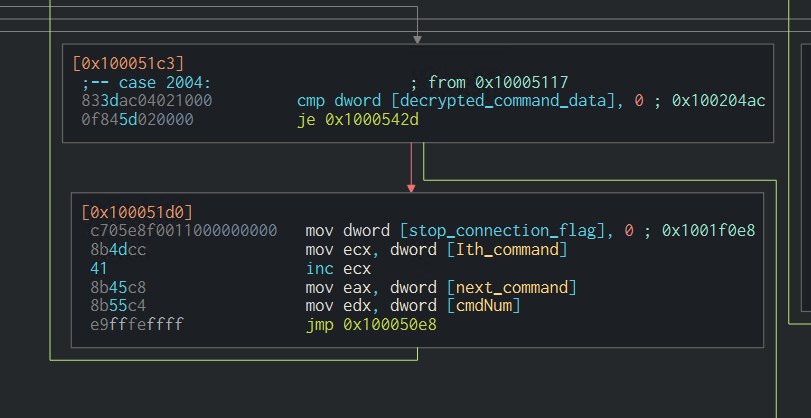 [0x100051c3]
;-- case 2004: ; from 0x10005117
833dac04021000 cmp dword [decrypted_command_data], 0 ; 0x100204ac
0f845d020000 je 0x1000542d
[0x100051d0]
c705e8f0011000000000 mov dword [stop_connection_flag], 0 ; 0x1001f0e8
8b4dcc mov ecx, dword [Ith_command]
41 inc ecx
8b45c8 mov eax, dword [next_command]
8b55c4 mov edx, dword [cmdNum]
e9fffeffff jmp 0x100050e8